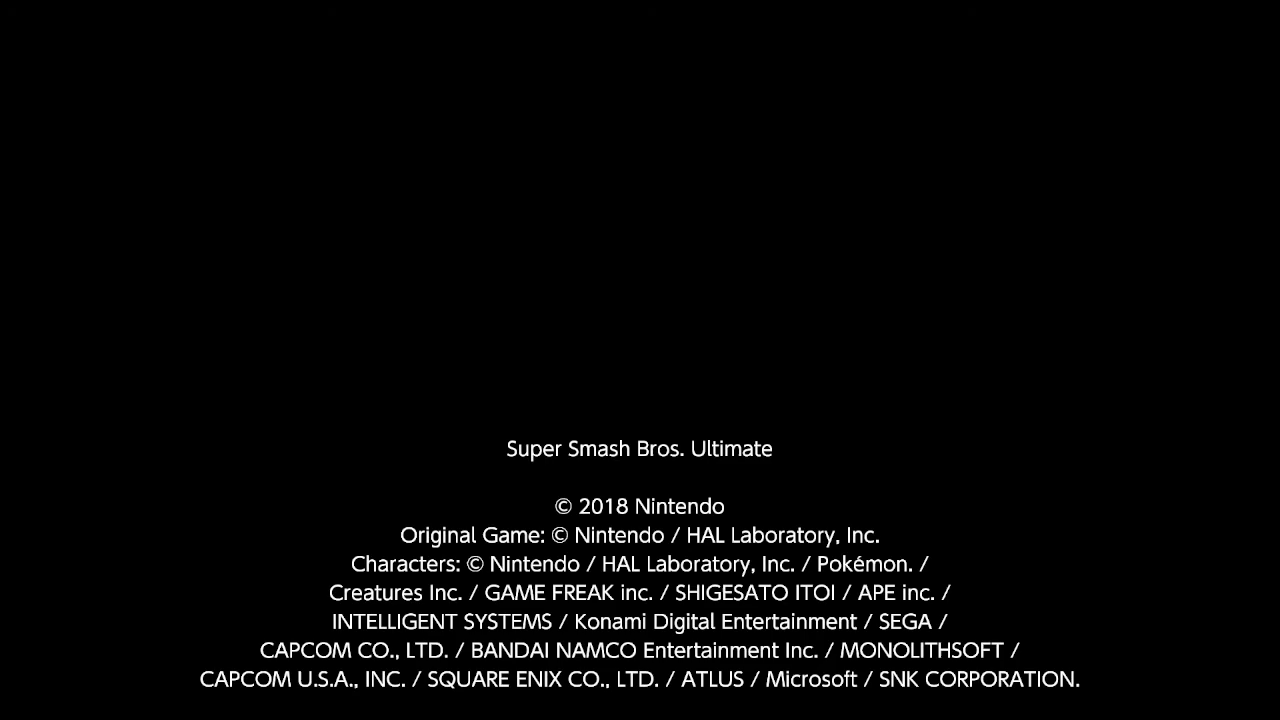 Super Smash Bros. Ultimate
© 2018 Nintendo
Original Game: © Nintendo / HAL Laboratory, Inc.
Characters: © Nintendo / HAL Laboratory, Inc. / Pokémon. /
Creatures Inc. / GAME FREAK inc. / SHIGESATO ITOI / APE inc. /
INTELLIGENT SYSTEMS / Konami Digital Entertainment / SEGA /
CAPCOM CO., LTD. / BANDAI NAMCO Entertainment Inc. / MONOLITHSOFT /
CAPCOM U.S.A., INC. / SQUARE ENIX CO., LTD. / ATLUS / Microsoft / SNK CORPORATION.